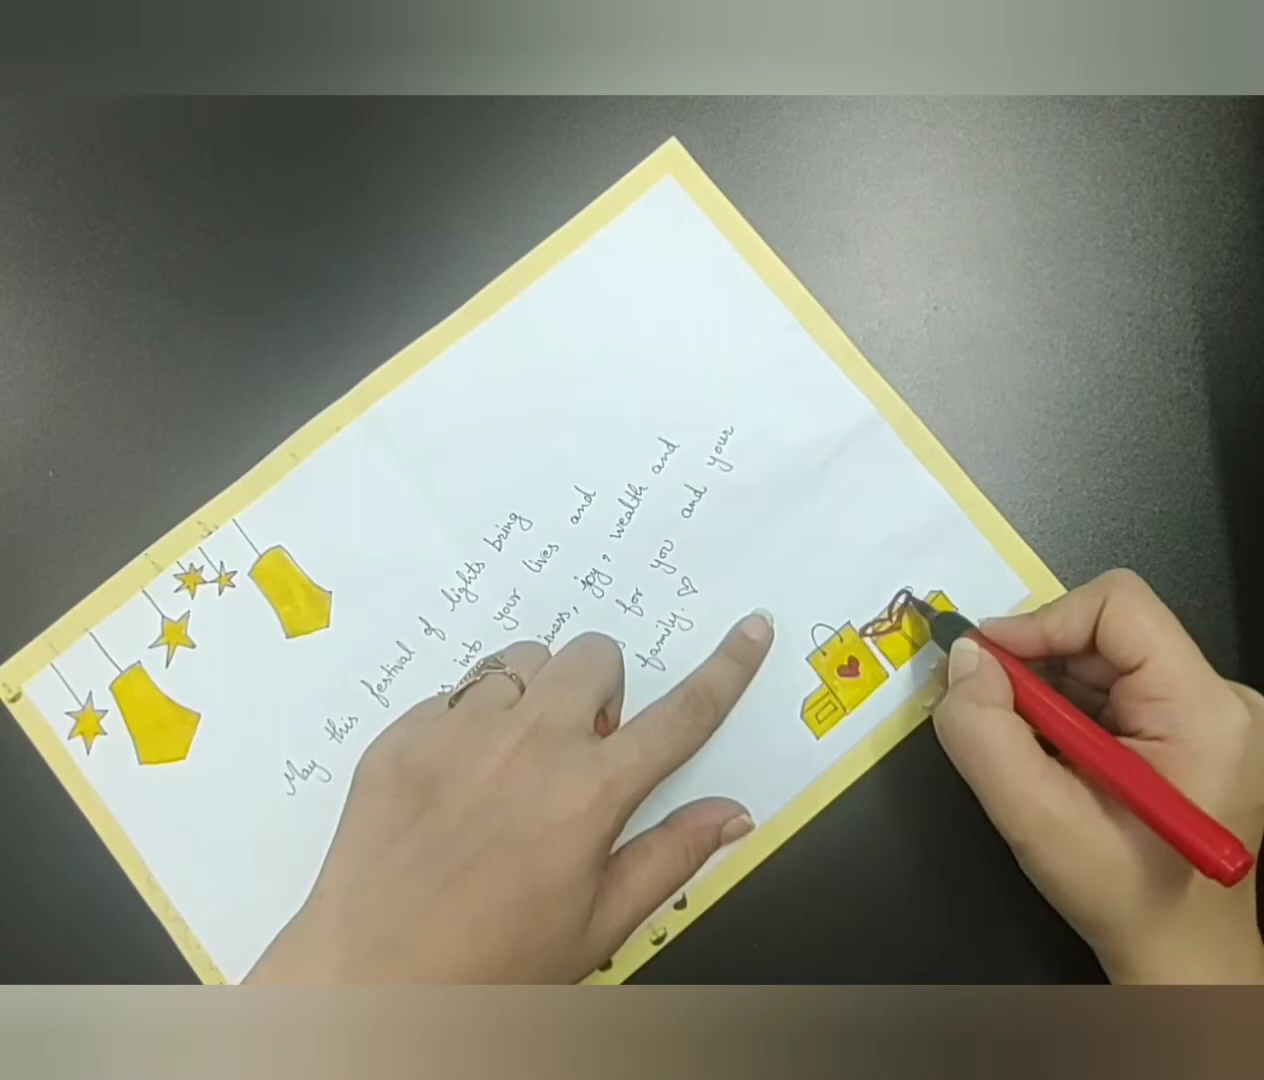 May this festival of lights bring
into your lives and
joy, wealth and
for you and your
family.